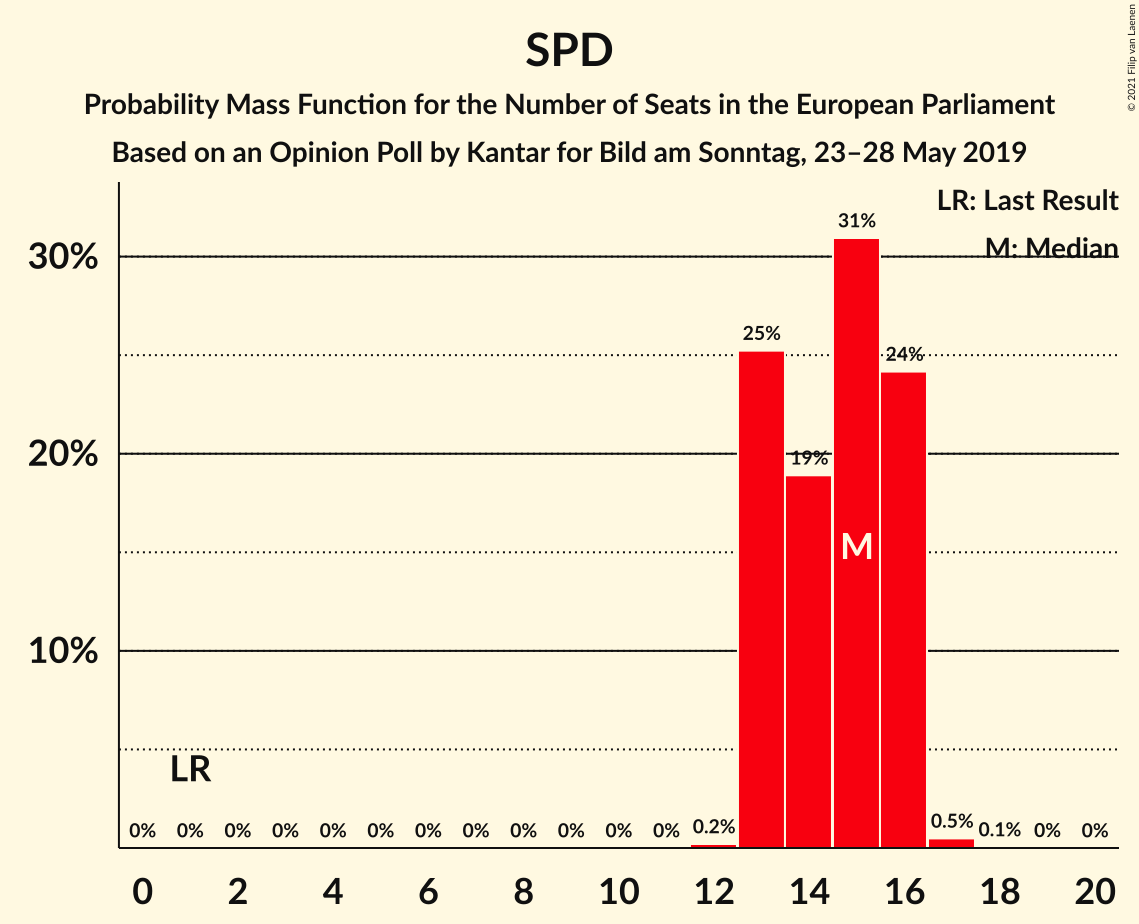 SPD
Probability Mass Function for the Number of Seats in the European Parliament
Based on an Opinion Poll by Kantar for Bild am Sonntag, 23–28 May 2019
© 2021 Filip van Laenen
LR: Last Result
M: Median
30%
20%
10%
31%
25%
24%
19%
M
LR
0% 0% 0% 0% 0% 0% 0% 0% 0% 0% 0% 0% 0.2% 0.5% 0.1% 0% 0%
0 2 4 6 8 10 12 14 16 18 20